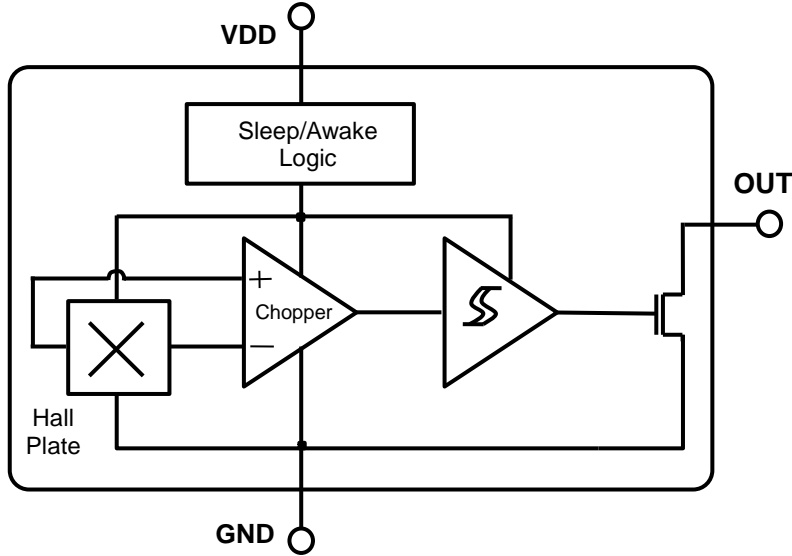 VDD
Sleep/Awake
Logic
OUT
+
Chopper
−
Hall
Plate
GND